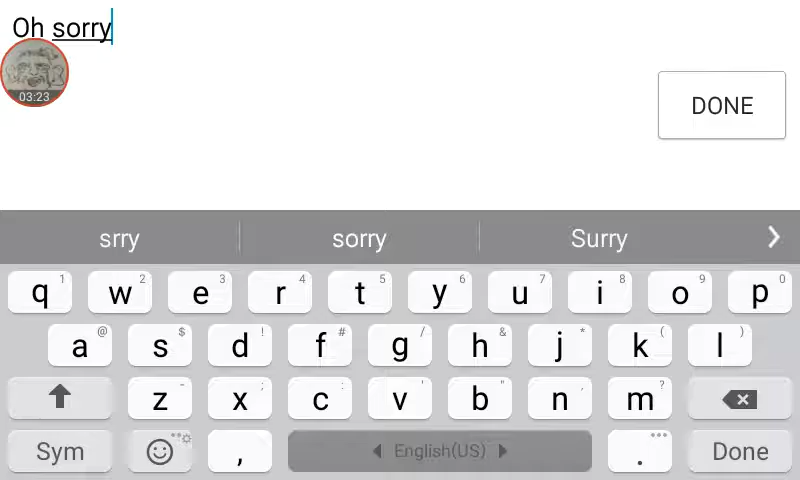 Oh sorry
03:23
DONE
srry sorry Surry
q 1 w 2 e 3 r 4 t 5 y 6 u 7 i 8 o 9 p 0
a @ s $ d ! f # g / h & j * k ( l )
z - x ; c : v ' b " n , m ?
Sym , English(US) . Done